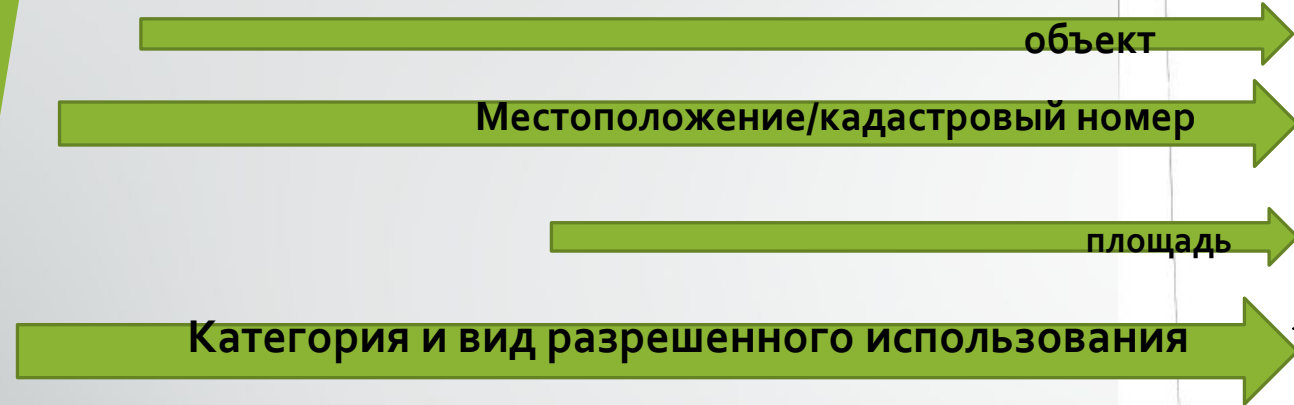 объект
Местоположение/кадастровый номер
площадь
Категория и вид разрешенного использования